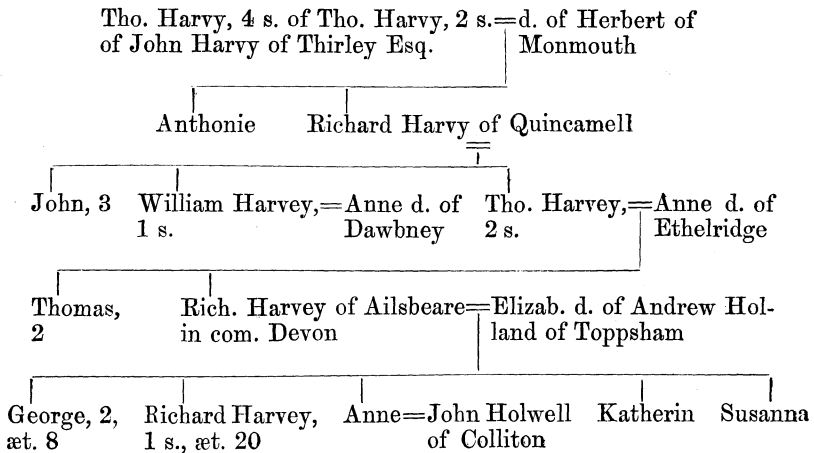 Tho. Harvy, 4 s. of Tho. Harvy, 2 s.=d. of Herbert of
of John Harvy of Thirley Esq. Monmouth
Anthonie Richard Harvy of Quincamell
=
John, 3 William Harvey,=Anne d. of Tho. Harvey,=Anne d. of
1 s. Dawbney 2 s. Ethelridge
Thomas, Rich. Harvey of Ailsbeare=Elizab. d. of Andrew Hol-
2 in com. Devon land of Toppsham
George, 2, Richard Harvey, Anne=John Holwell Katherin Susanna
æt. 8 1 s., æt. 20 of Colliton